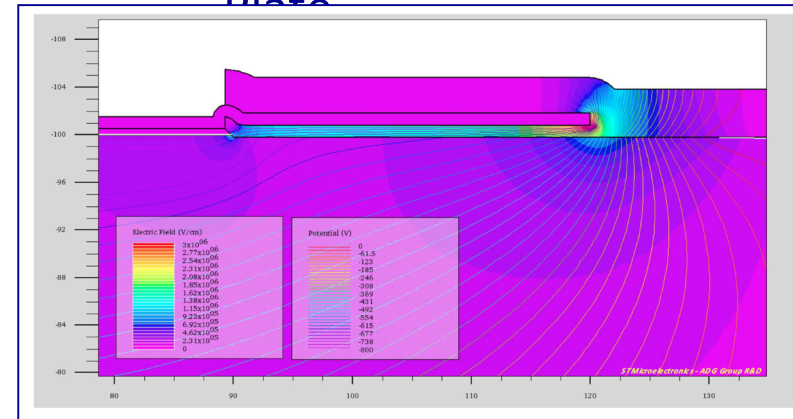 Plate
-108
-104
-100
-96
-92
-88
-84
-80
Electric Field (V/cm)
3x10^06
2.77x10^06
2.54x10^06
2.31x10^06
2.08x10^06
1.85x10^06
1.62x10^06
1.38x10^06
1.15x10^06
9.23x10^05
6.92x10^05
4.62x10^05
2.31x10^05
0
Potential (V)
0
-61.5
-123
-185
-246
-308
-369
-431
-492
-554
-615
-677
-738
-800
STMicroelectronics - ADG Group R&D
80 90 100 110 120 130